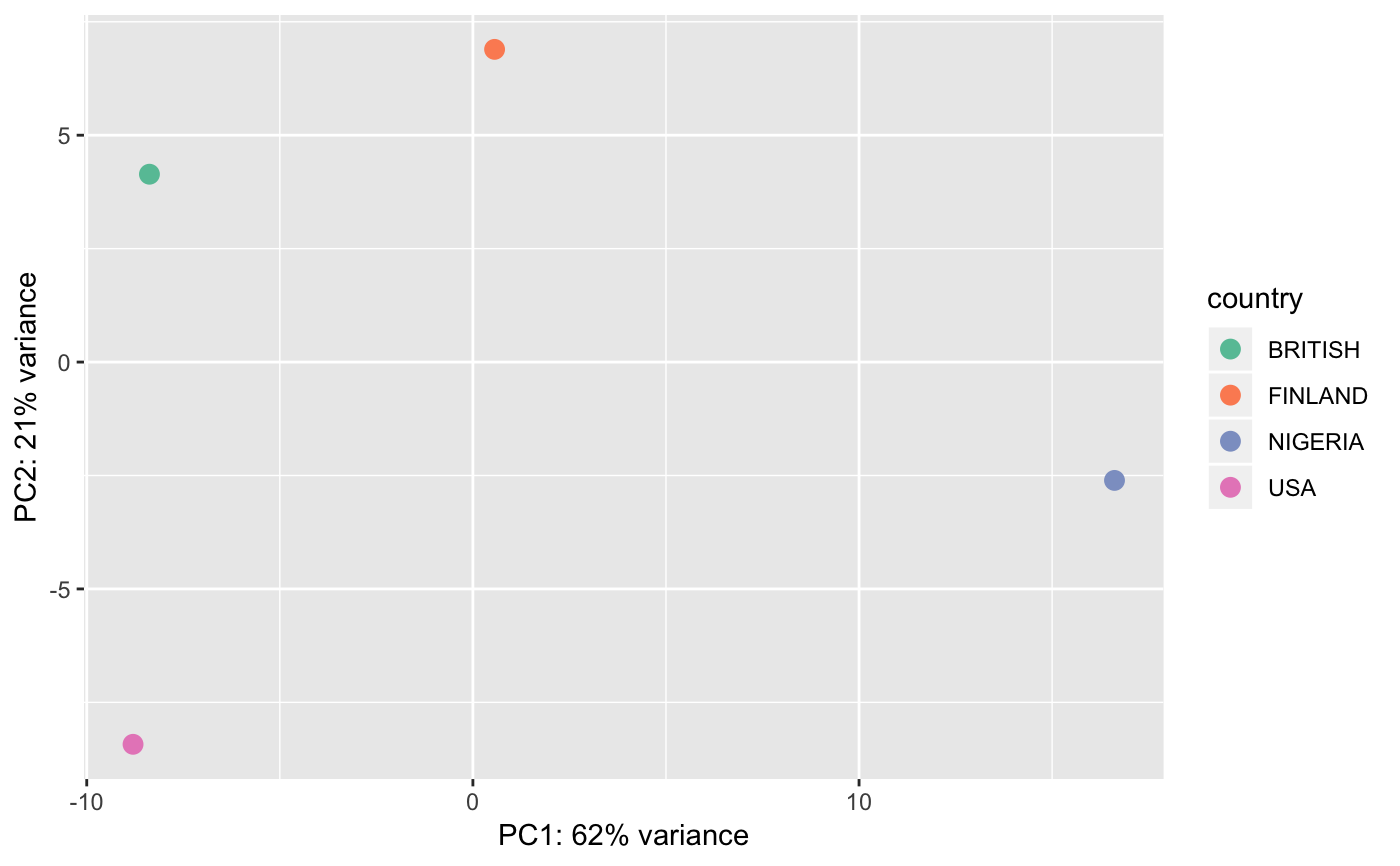 5
0
-5
-10
0
10
PC2: 21% variance
PC1: 62% variance
country
BRITISH
FINLAND
NIGERIA
USA